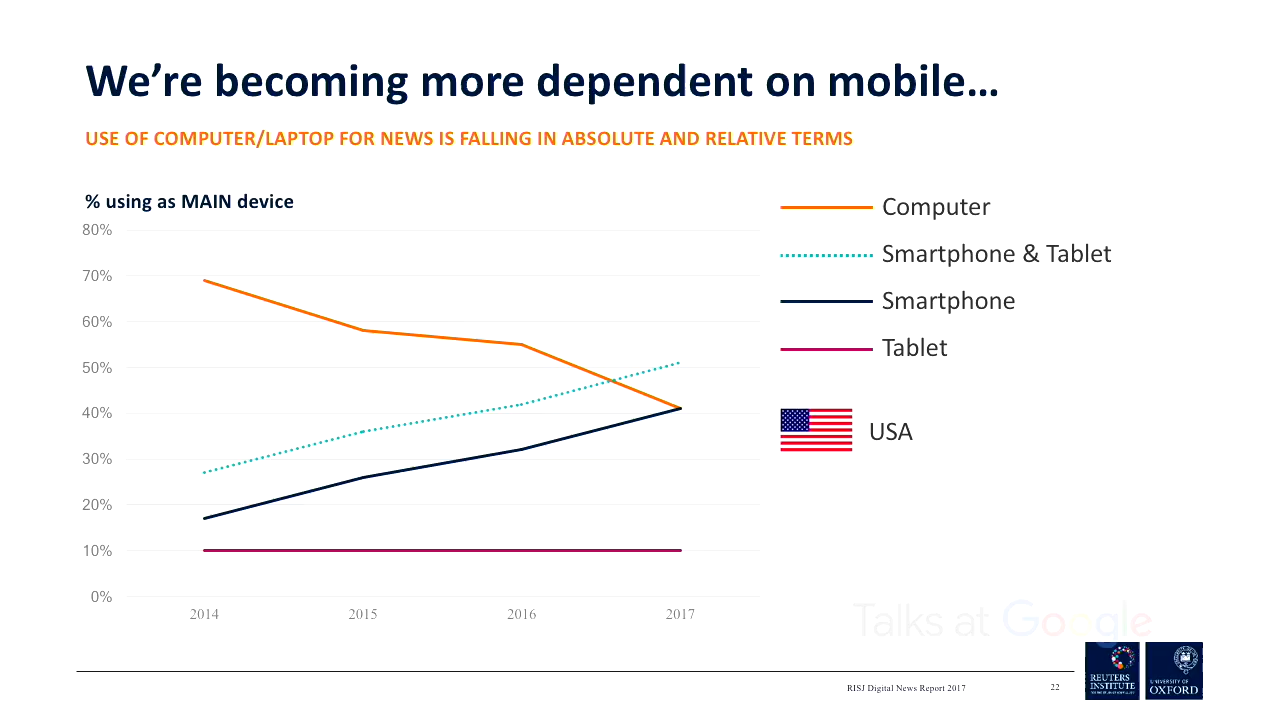 We’re becoming more dependent on mobile…
USE OF COMPUTER/LAPTOP FOR NEWS IS FALLING IN ABSOLUTE AND RELATIVE TERMS
% using as MAIN device
80%
70%
60%
50%
40%
30%
20%
10%
0%
2014 2015 2016 2017
Computer
Smartphone & Tablet
Smartphone
Tablet
USA
Talks at Google
RISJ Digital News Report 2017
22
REUTERS
INSTITUTE
UNIVERSITY OF
OXFORD